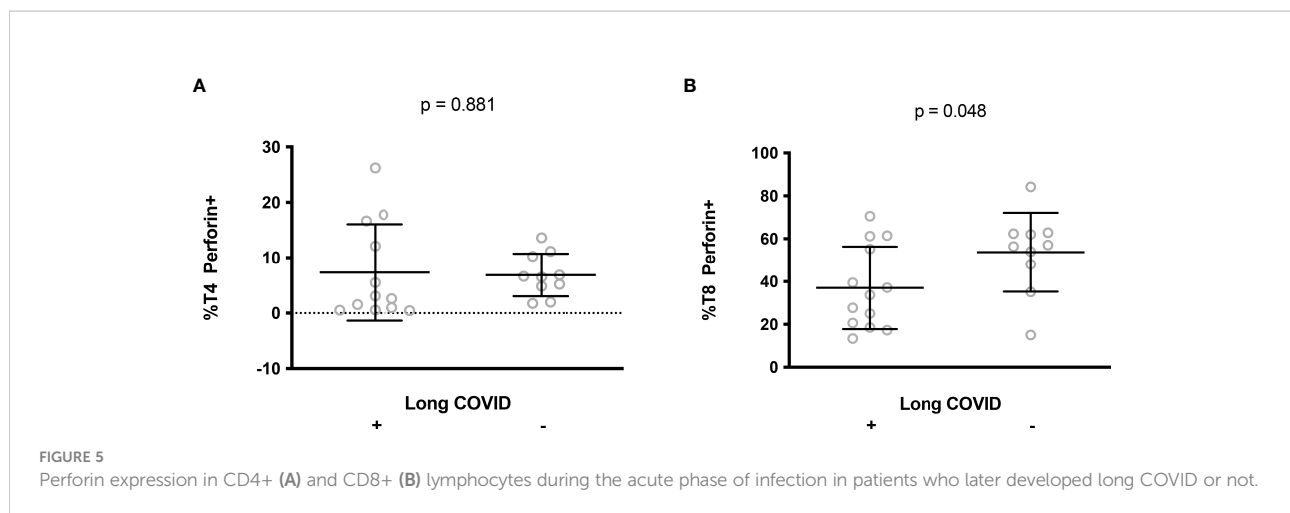 A
p = 0.881
30
20
10
0
-10
%T4 Perforin+
Long COVID
+ -
B
p = 0.048
100
80
60
40
20
0
%T8 Perforin+
Long COVID
+ -
FIGURE 5
Perforin expression in CD4+ (A) and CD8+ (B) lymphocytes during the acute phase of infection in patients who later developed long COVID or not.